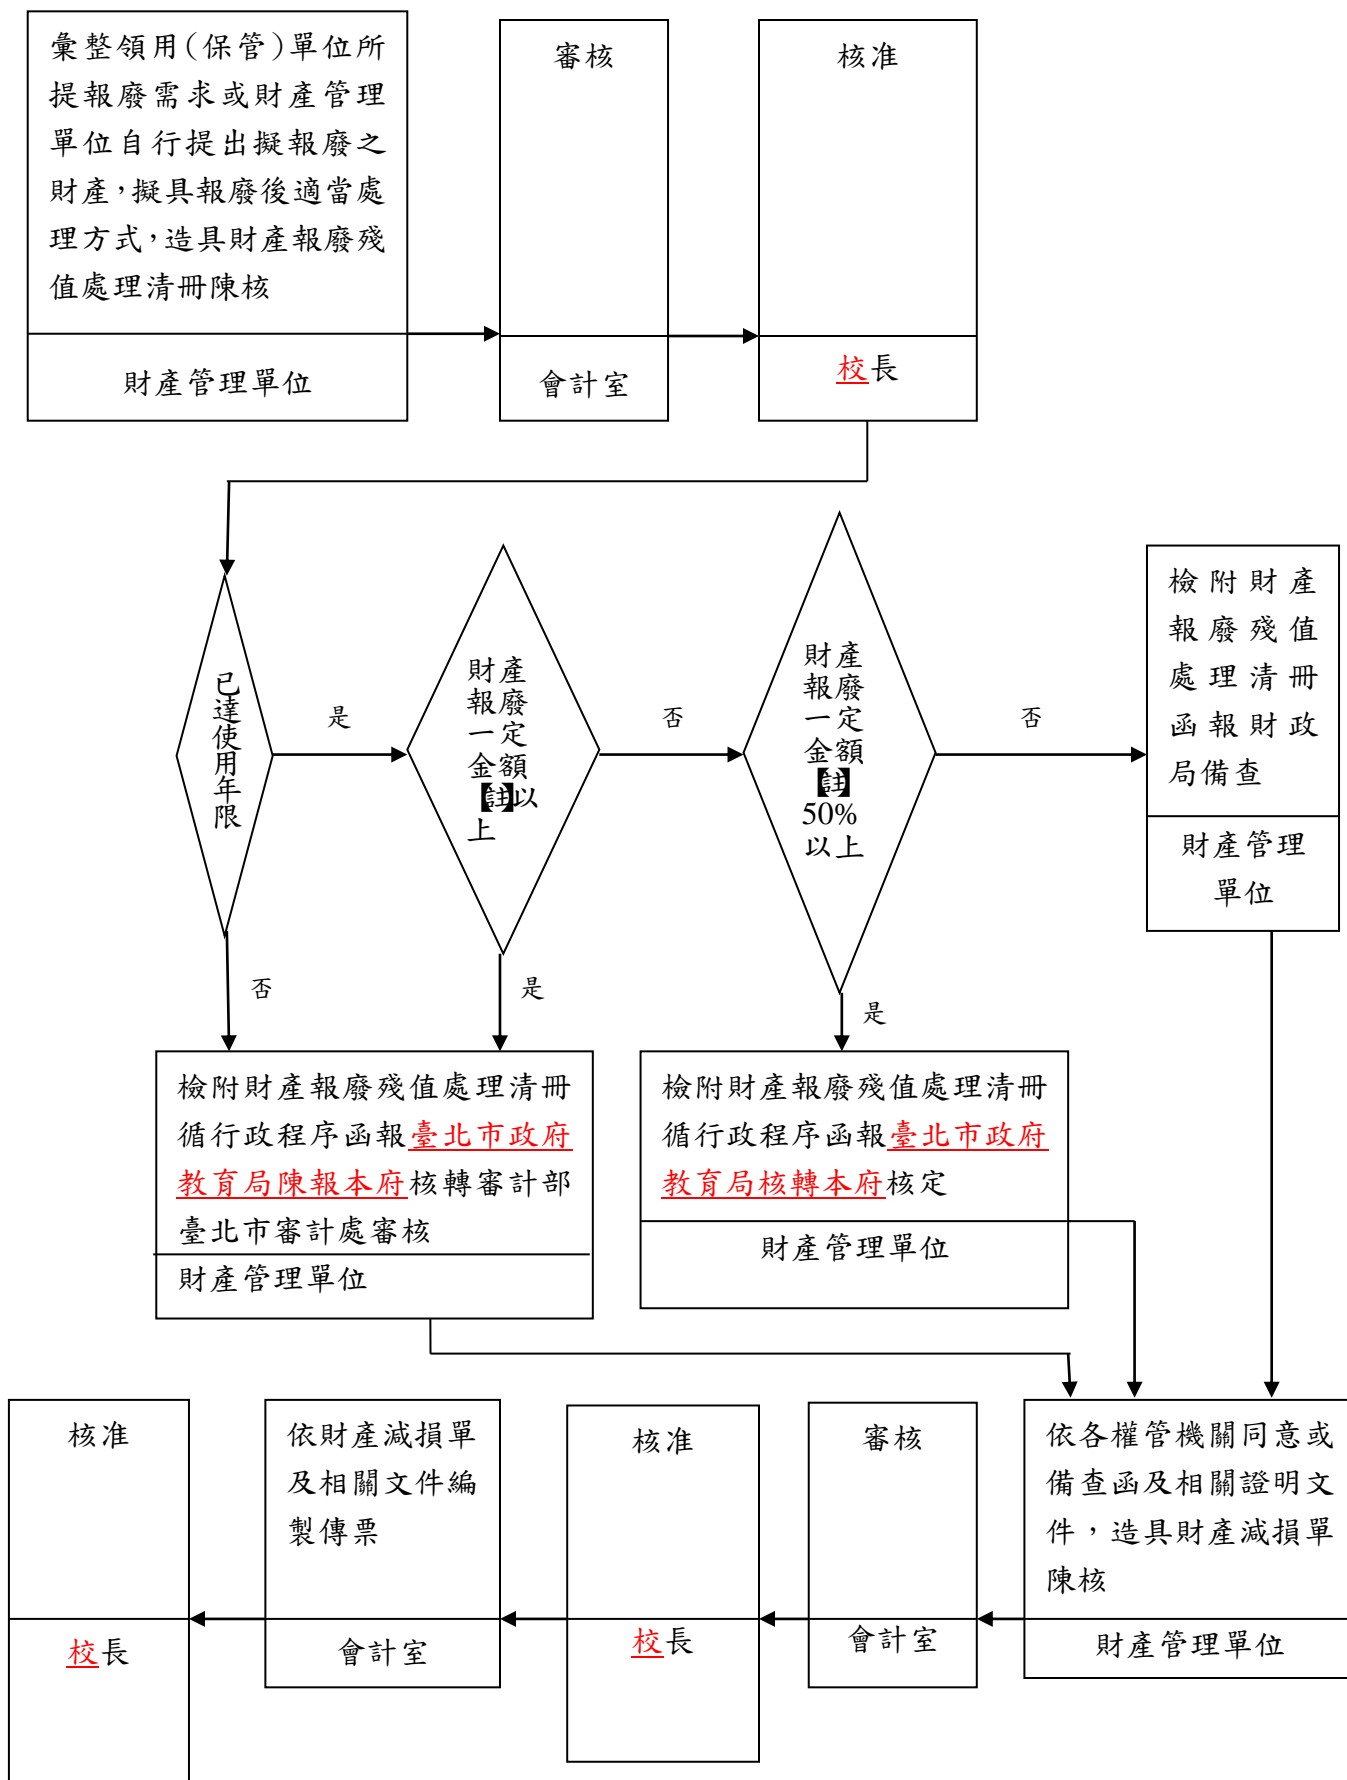 彙整領用(保管)單位所
提報廢需求或財產管理
單位自行提出擬報廢之
財產，擬具報廢後適當處
理方式，造具財產報廢殘
值處理清冊陳核
財產管理單位
審核
會計室
核准
校長
已達使用年限
是
否
財產
報廢
一定
金額
【註】以
上
否
是
財產
報廢
一定
金額
【註】
50%
以上
否
是
檢附財產
報廢殘值
處理清冊
函報財政
局備查
財產管理
單位
檢附財產報廢殘值處理清冊
循行政程序函報臺北市政府
教育局陳報本府核轉審計部
臺北市審計處審核
財產管理單位
檢附財產報廢殘值處理清冊
循行政程序函報臺北市政府
教育局核轉本府核定
財產管理單位
依各權管機關同意或
備查函及相關證明文
件，造具財產減損單
陳核
財產管理單位
審核
會計室
核准
校長
依財產減損單
及相關文件編
製傳票
會計室
核准
校長